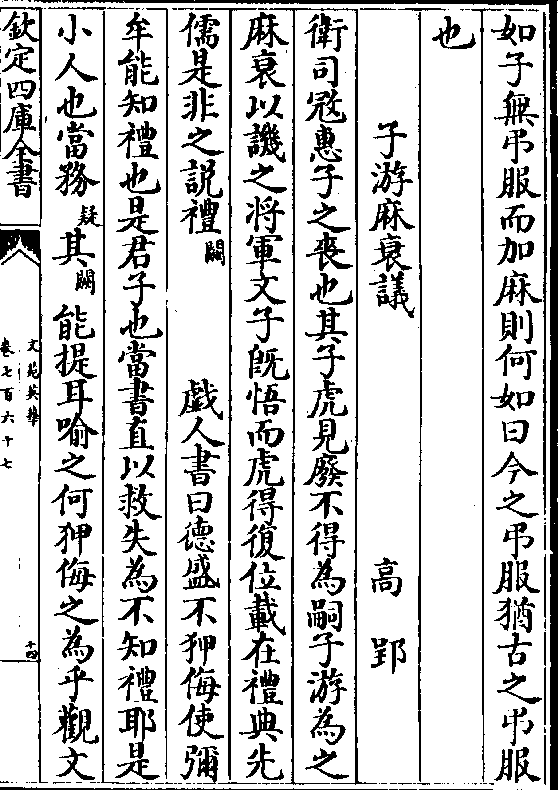 如子無弔服而加麻則何如曰今之弔服猶古之弔服
也
子游麻衰議 高郢
衛司冦惠子之喪也其子虎見廢不得為嗣子游為之
麻衰以譏之将軍文子旣悟而虎得復位載在禮典先
儒是非之説禮闕 戲人書曰德盛不狎侮使彌
牟能知禮也是君子也當書直以救失為不知禮耶是
小人也當務疑其闕能提耳喻之何狎侮之為乎觀文
欽定四庫全書
文苑英華
卷七百六十七
十四